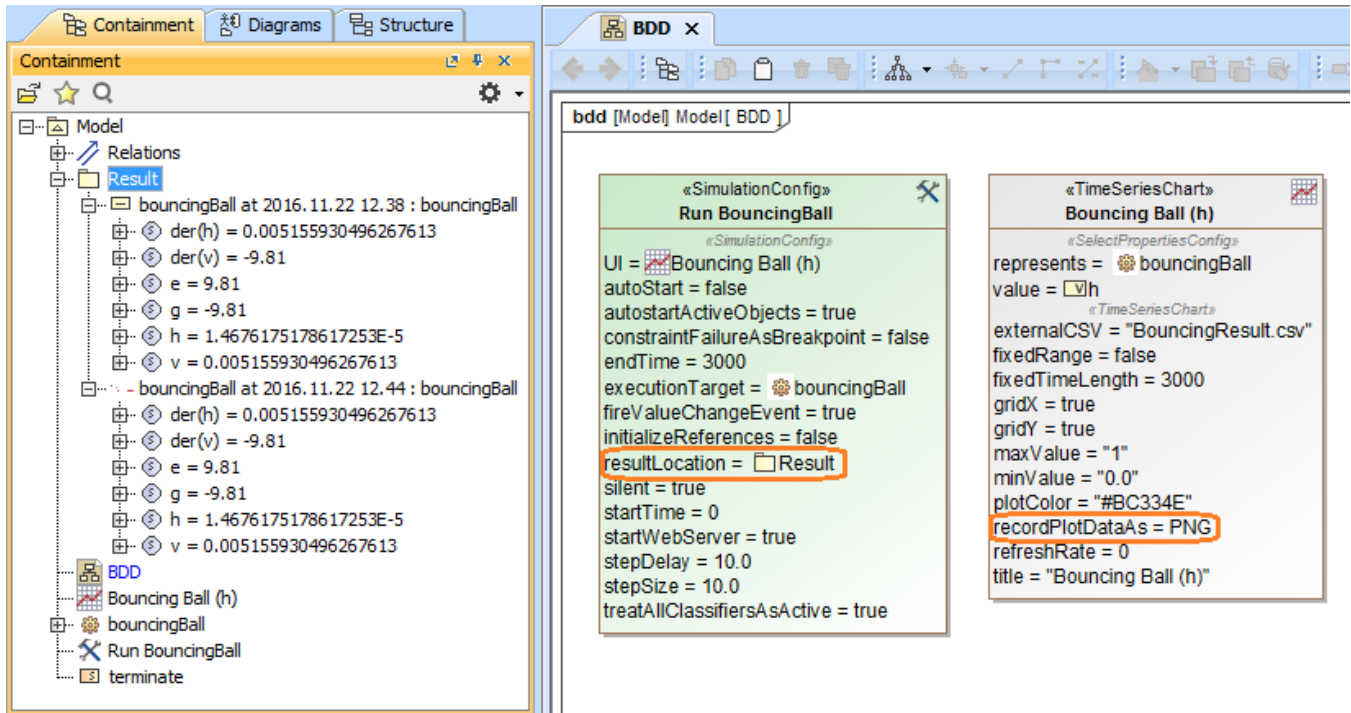 Containment
Diagrams
Structure
Containment
Model
Relations
Result
bouncingBall at 2016.11.22 12.38 : bouncingBall
der(h) = 0.005155930496267613
der(v) = -9.81
e = 9.81
g = -9.81
h = 1.4676175178617253E-5
v = 0.005155930496267613
bouncingBall at 2016.11.22 12.44 : bouncingBall
der(h) = 0.005155930496267613
der(v) = -9.81
e = 9.81
g = -9.81
h = 1.4676175178617253E-5
v = 0.005155930496267613
BDD
Bouncing Ball (h)
bouncingBall
Run BouncingBall
terminate
BDD
bdd [Model] Model[ BDD ]
«SimulationConfig»
Run BouncingBall
«SimulationConfig»
UI = Bouncing Ball (h)
autoStart = false
autostartActiveObjects = true
constraintFailureAsBreakpoint = false
endTime = 3000
executionTarget = bouncingBall
fireValueChangeEvent = true
initializeReferences = false
resultLocation = Result
silent = true
startTime = 0
startWebServer = true
stepDelay = 10.0
stepSize = 10.0
treatAllClassifiersAsActive = true
«TimeSeriesChart»
Bouncing Ball (h)
«SelectPropertiesConfig»
represents = bouncingBall
value = V h
«TimeSeriesChart»
externalCSV = "BouncingResult.csv"
fixedRange = false
fixedTimeLength = 3000
gridX = true
gridY = true
maxValue = "1"
minValue = "0.0"
plotColor = "#BC334E"
recordPlotDataAs = PNG
refreshRate = 0
title = "Bouncing Ball (h)"